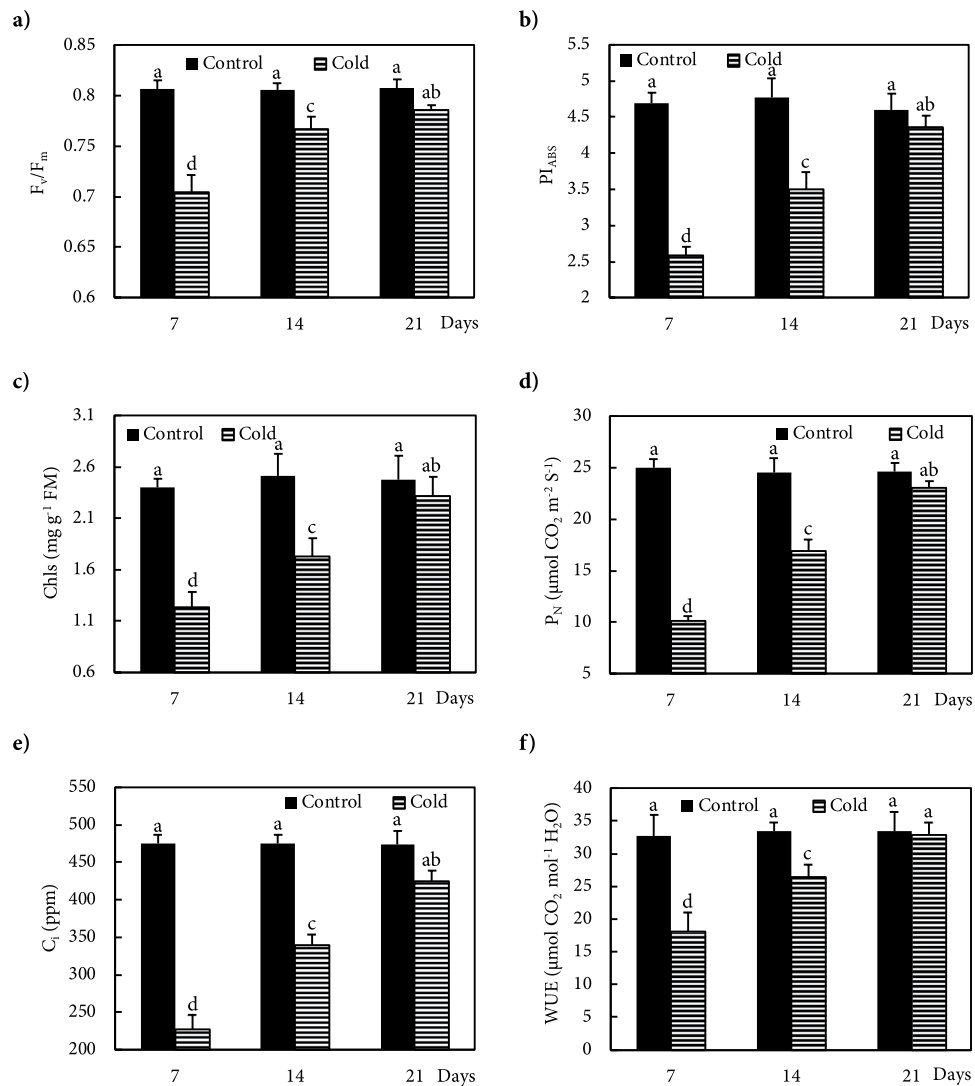 a)
0.85
0.8
0.75
0.7
0.65
0.6
Fv/Fm
Control Cold
a a a
d c ab
7 14 21 Days
b)
5.5
5
4.5
4
3.5
3
2.5
2
PIABS
Control Cold
a a a
d c ab
7 14 21 Days
c)
3.1
2.6
2.1
1.6
1.1
0.6
Chls (mg g-1 FM)
Control Cold
a a a
d c ab
7 14 21 Days
d)
30
25
20
15
10
5
PN (µmol CO2 m-2 S-1)
Control Cold
a a a
d c ab
7 14 21 Days
e)
550
500
450
400
350
300
250
200
Ci (ppm)
Control Cold
a a a
d c ab
7 14 21 Days
f)
40
35
30
25
20
15
10
5
0
WUE (µmol CO2 mol-1 H2O)
Control Cold
a a a
d c a
7 14 21 Days